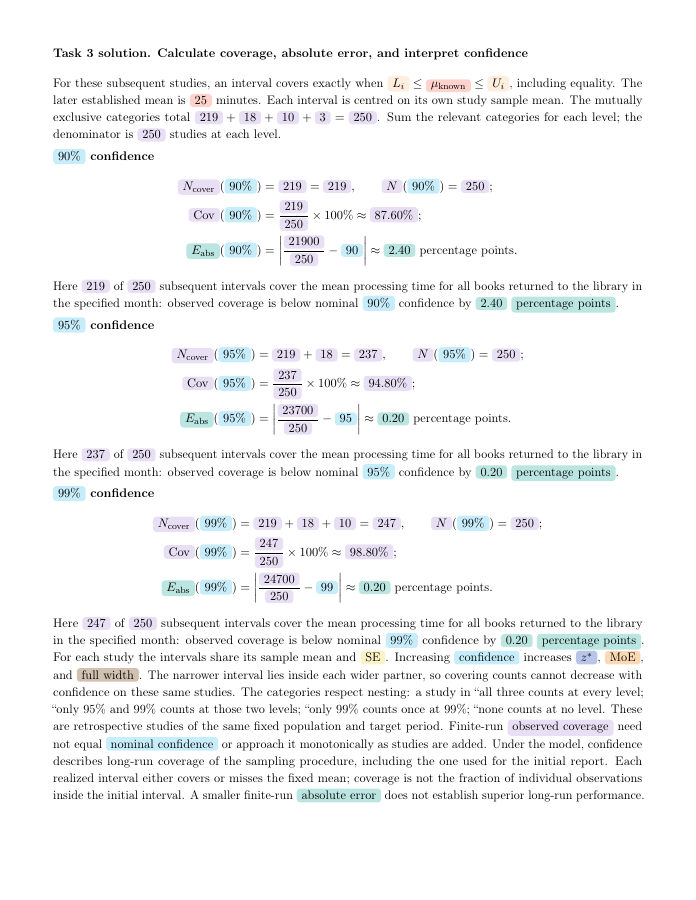 Task 3 solution. Calculate coverage, absolute error, and interpret confidence
For these subsequent studies, an interval covers exactly when L_i ≤ μ_known ≤ U_i, including equality. The
later established mean is 25 minutes. Each interval is centred on its own study sample mean. The mutually
exclusive categories total 219 + 18 + 10 + 3 = 250. Sum the relevant categories for each level; the
denominator is 250 studies at each level.
90% confidence
N_cover(90%) = 219 = 219, N(90%) = 250;
Cov(90%) = 219/250 × 100% ≈ 87.60%;
E_abs(90%) = |21900/250 − 90| ≈ 2.40 percentage points.
Here 219 of 250 subsequent intervals cover the mean processing time for all books returned to the library in
the specified month: observed coverage is below nominal 90% confidence by 2.40 percentage points.
95% confidence
N_cover(95%) = 219 + 18 = 237, N(95%) = 250;
Cov(95%) = 237/250 × 100% ≈ 94.80%;
E_abs(95%) = |23700/250 − 95| ≈ 0.20 percentage points.
Here 237 of 250 subsequent intervals cover the mean processing time for all books returned to the library in
the specified month: observed coverage is below nominal 95% confidence by 0.20 percentage points.
99% confidence
N_cover(99%) = 219 + 18 + 10 = 247, N(99%) = 250;
Cov(99%) = 247/250 × 100% ≈ 98.80%;
E_abs(99%) = |24700/250 − 99| ≈ 0.20 percentage points.
Here 247 of 250 subsequent intervals cover the mean processing time for all books returned to the library
in the specified month: observed coverage is below nominal 99% confidence by 0.20 percentage points.
For each study the intervals share its sample mean and SE. Increasing confidence increases z*, MoE,
and full width. The narrower interval lies inside each wider partner, so covering counts cannot decrease with
confidence on these same studies. The categories respect nesting: a study in “all three counts at every level;
“only 95% and 99% counts at those two levels; “only 99% counts once at 99%; “none counts at no level. These
are retrospective studies of the same fixed population and target period. Finite-run observed coverage need
not equal nominal confidence or approach it monotonically as studies are added. Under the model, confidence
describes long-run coverage of the sampling procedure, including the one used for the initial report. Each
realized interval either covers or misses the fixed mean; coverage is not the fraction of individual observations
inside the initial interval. A smaller finite-run absolute error does not establish superior long-run performance.